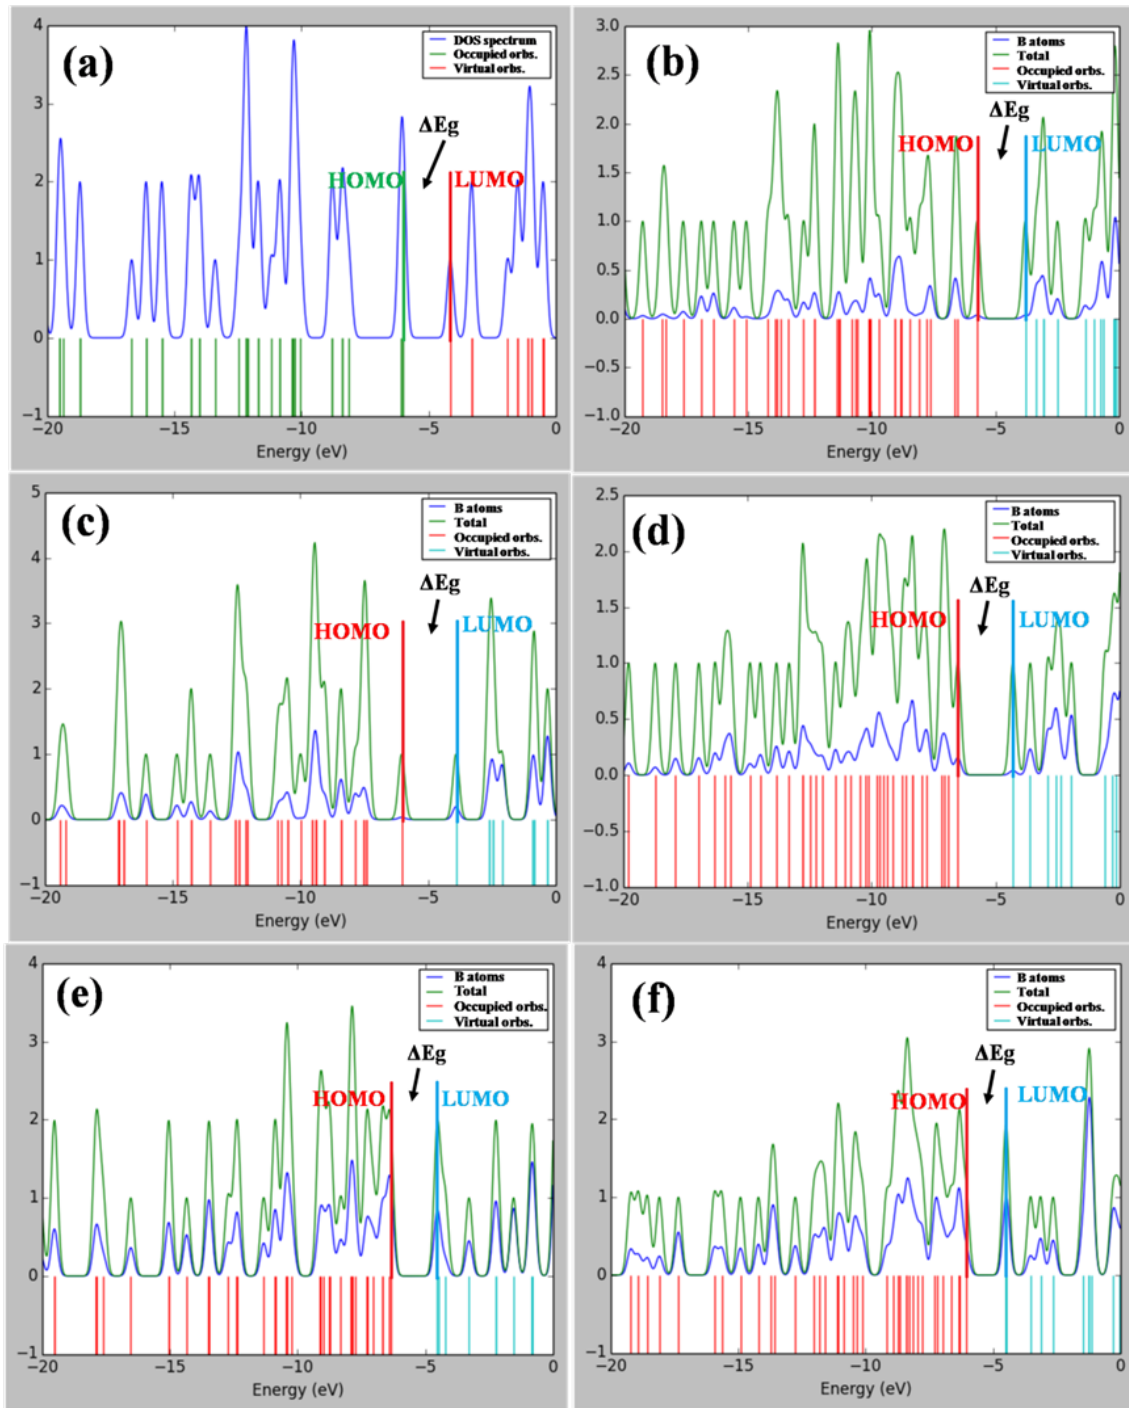 (a)
DOS spectrum
Occupied orbs.
Virtual orbs.
ΔEg
HOMO LUMO
4
3
2
1
0
−1
−20 −15 −10 −5 0
Energy (eV)
(b)
B atoms
Total
Occupied orbs.
Virtual orbs.
ΔEg
HOMO LUMO
3.0
2.5
2.0
1.5
1.0
0.5
0.0
−0.5
−1.0
−20 −15 −10 −5 0
Energy (eV)
(c)
B atoms
Total
Occupied orbs.
Virtual orbs.
ΔEg
HOMO LUMO
5
4
3
2
1
0
−1
−20 −15 −10 −5 0
Energy (eV)
(d)
B atoms
Total
Occupied orbs.
Virtual orbs.
ΔEg
HOMO LUMO
2.5
2.0
1.5
1.0
0.5
0.0
−0.5
−1.0
−20 −15 −10 −5 0
Energy (eV)
(e)
B atoms
Total
Occupied orbs.
Virtual orbs.
ΔEg
HOMO LUMO
4
3
2
1
0
−1
−20 −15 −10 −5 0
Energy (eV)
(f)
B atoms
Total
Occupied orbs.
Virtual orbs.
ΔEg
HOMO LUMO
4
3
2
1
0
−1
−20 −15 −10 −5 0
Energy (eV)